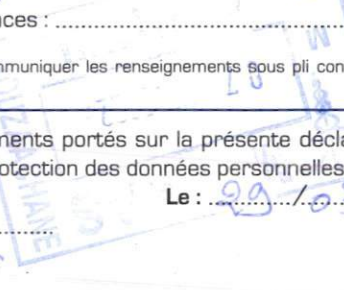 ces : ........................................
mmuniquer les renseignements sous pli con
ments portés sur la présente décla
otection des données personnelles
Le : 29 / 0